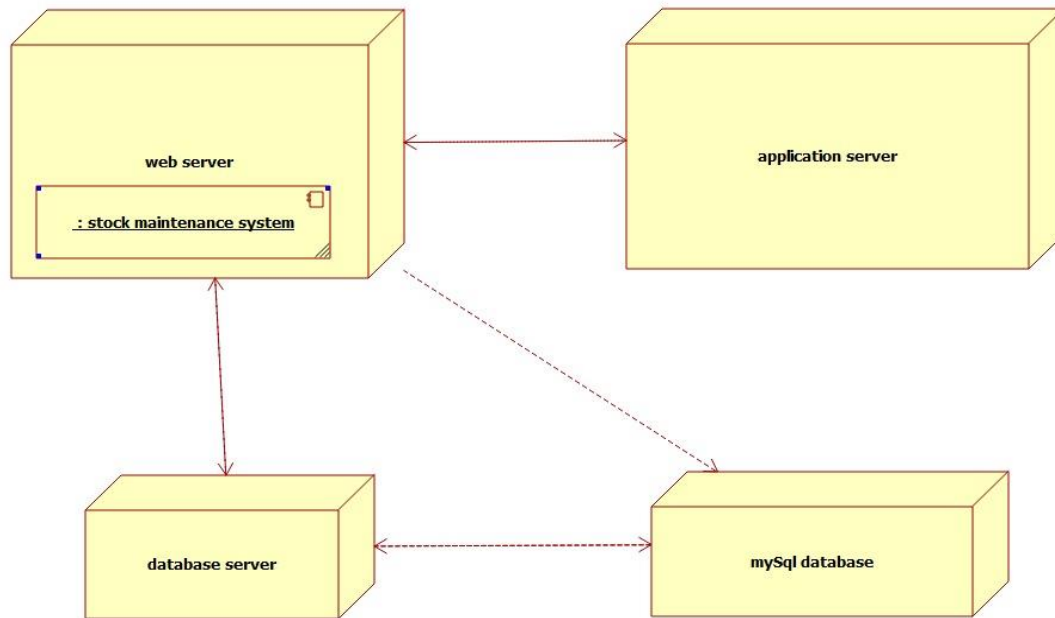 web server
application server
: stock maintenance system
database server
mySql database